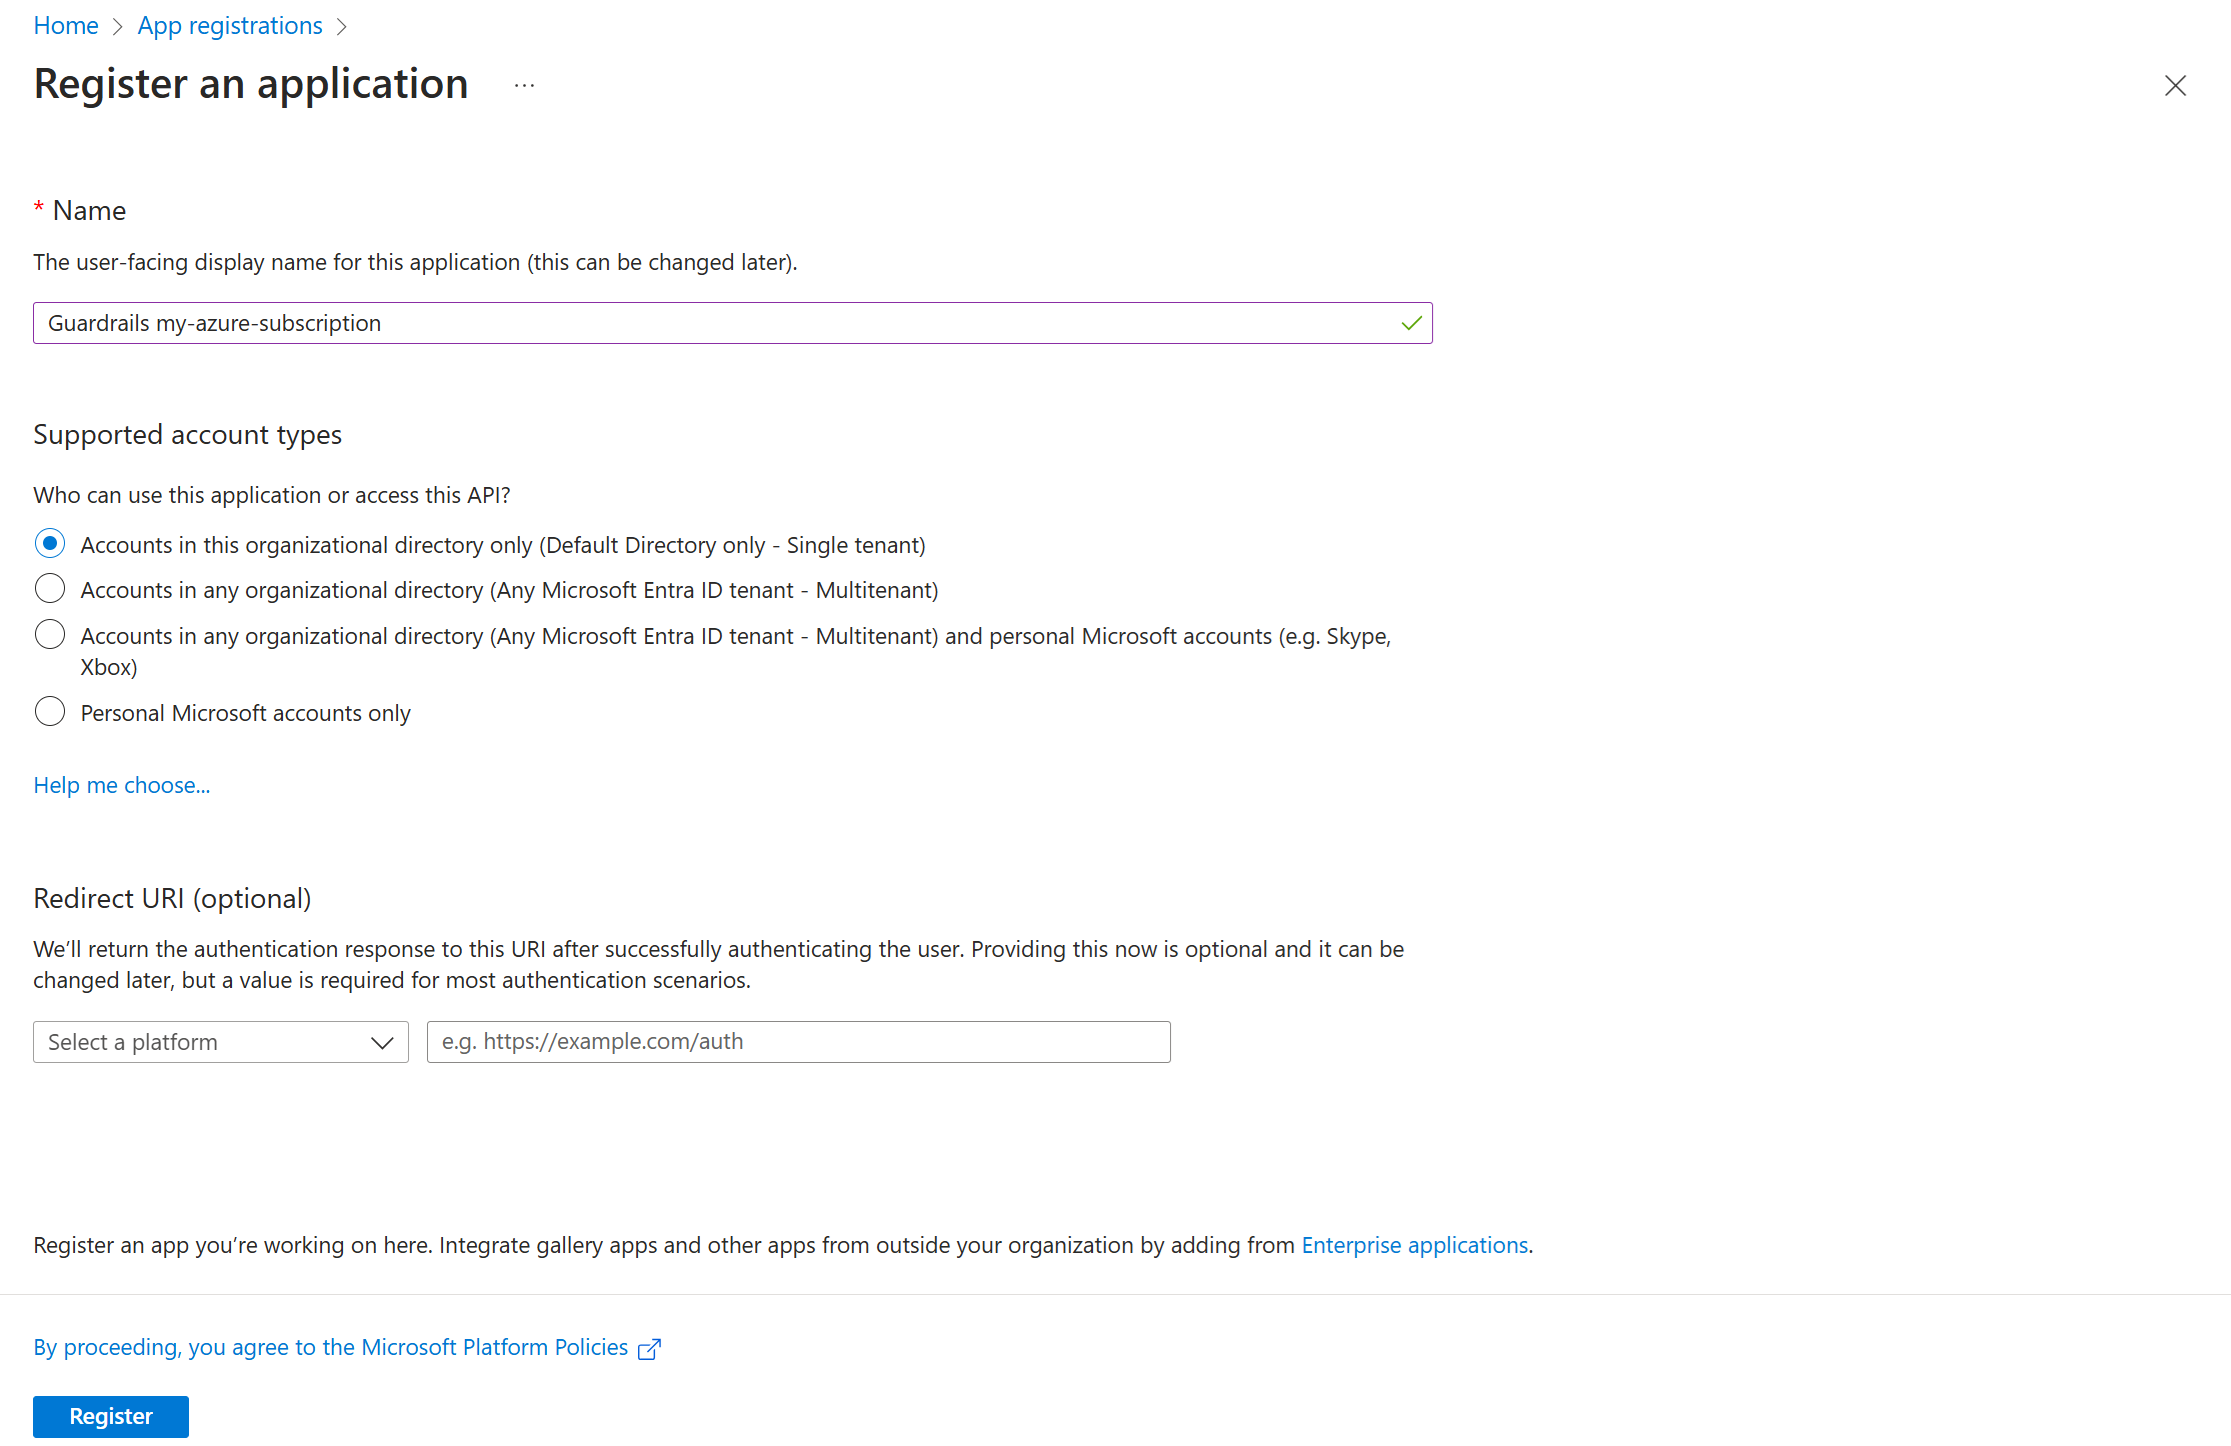 Home > App registrations >
Register an application ...
* Name
The user-facing display name for this application (this can be changed later).
Guardrails my-azure-subscription
Supported account types
Who can use this application or access this API?
Accounts in this organizational directory only (Default Directory only - Single tenant)
Accounts in any organizational directory (Any Microsoft Entra ID tenant - Multitenant)
Accounts in any organizational directory (Any Microsoft Entra ID tenant - Multitenant) and personal Microsoft accounts (e.g. Skype,
Xbox)
Personal Microsoft accounts only
Help me choose...
Redirect URI (optional)
We’ll return the authentication response to this URI after successfully authenticating the user. Providing this now is optional and it can be
changed later, but a value is required for most authentication scenarios.
Select a platform
e.g. https://example.com/auth
Register an app you’re working on here. Integrate gallery apps and other apps from outside your organization by adding from Enterprise applications.
By proceeding, you agree to the Microsoft Platform Policies
Register